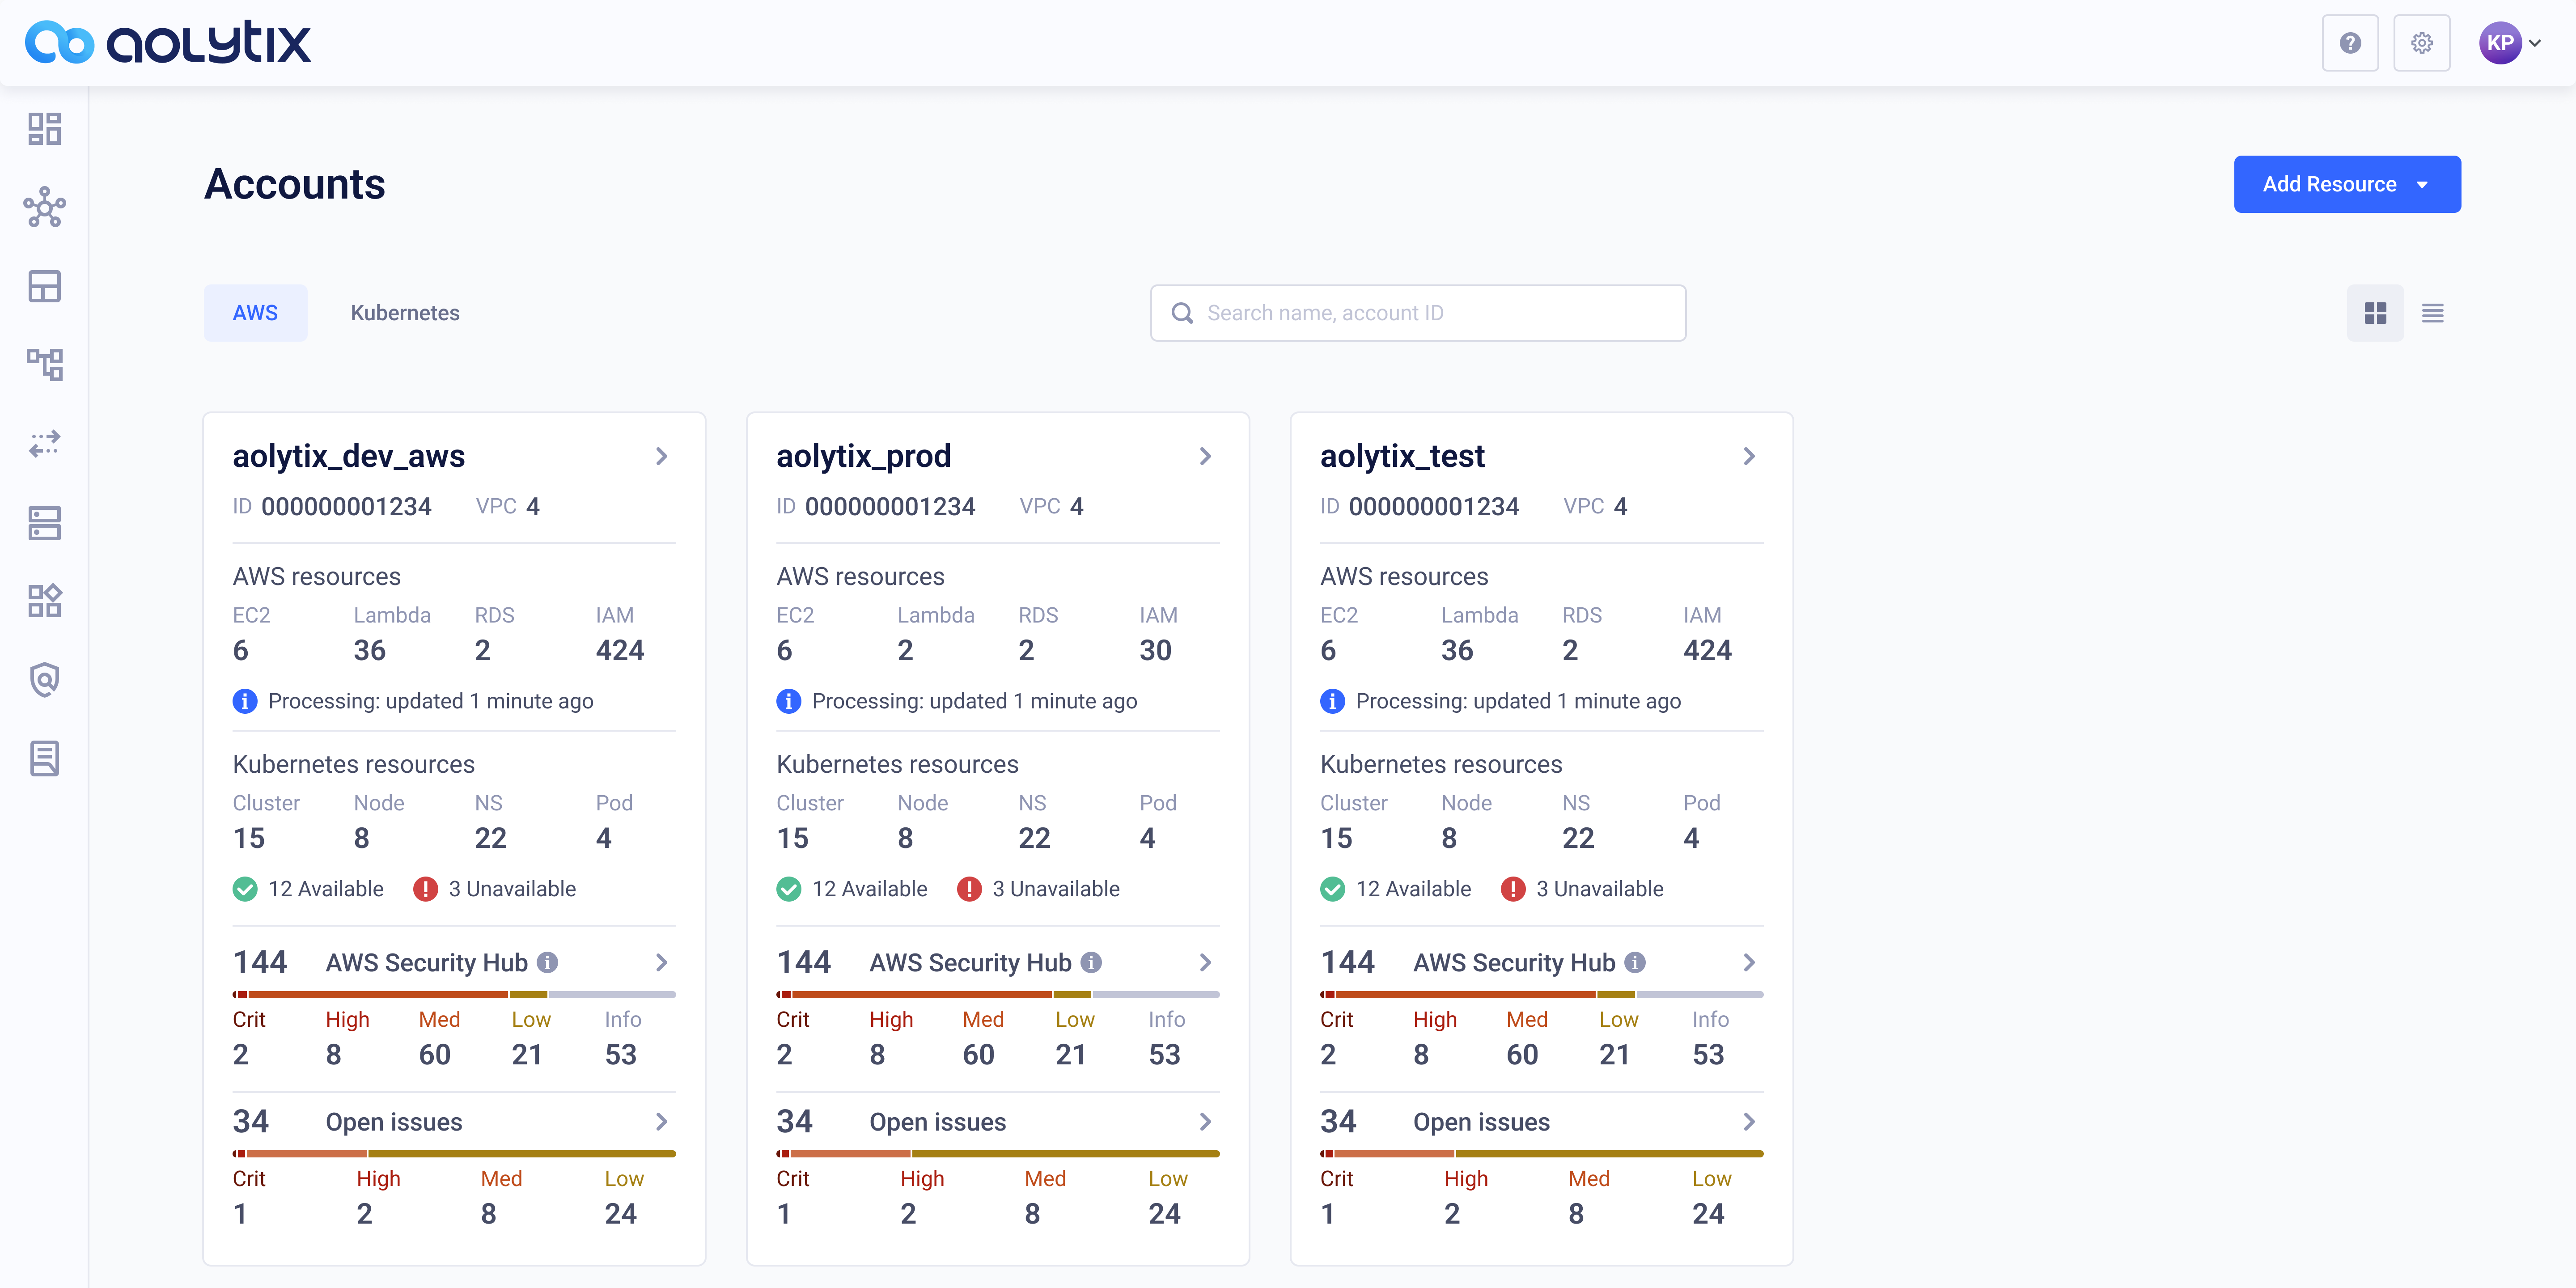 aolytix
? KP
Accounts
Add Resource
AWS Kubernetes
Search name, account ID
aolytix_dev_aws
ID 000000001234 VPC 4
AWS resources
EC2 Lambda RDS IAM
6 36 2 424
Processing: updated 1 minute ago
Kubernetes resources
Cluster Node NS Pod
15 8 22 4
12 Available 3 Unavailable
144 AWS Security Hub
Crit High Med Low Info
2 8 60 21 53
34 Open issues
Crit High Med Low
1 2 8 24
aolytix_prod
ID 000000001234 VPC 4
AWS resources
EC2 Lambda RDS IAM
6 2 2 30
Processing: updated 1 minute ago
Kubernetes resources
Cluster Node NS Pod
15 8 22 4
12 Available 3 Unavailable
144 AWS Security Hub
Crit High Med Low Info
2 8 60 21 53
34 Open issues
Crit High Med Low
1 2 8 24
aolytix_test
ID 000000001234 VPC 4
AWS resources
EC2 Lambda RDS IAM
6 36 2 424
Processing: updated 1 minute ago
Kubernetes resources
Cluster Node NS Pod
15 8 22 4
12 Available 3 Unavailable
144 AWS Security Hub
Crit High Med Low Info
2 8 60 21 53
34 Open issues
Crit High Med Low
1 2 8 24